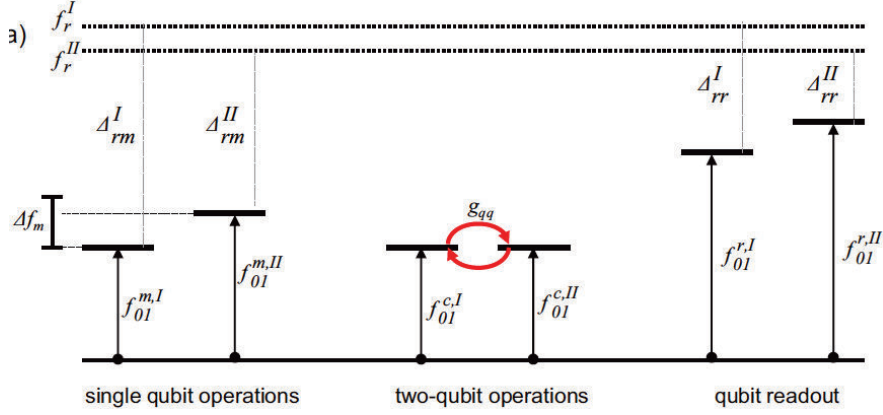 a)
f_r^I
f_r^II
Δ_rm^I Δ_rm^II Δ_rr^I Δ_rr^II
Δf_m
g_qq
f_01^m,I f_01^m,II f_01^c,I f_01^c,II f_01^r,I f_01^r,II
single qubit operations two-qubit operations qubit readout